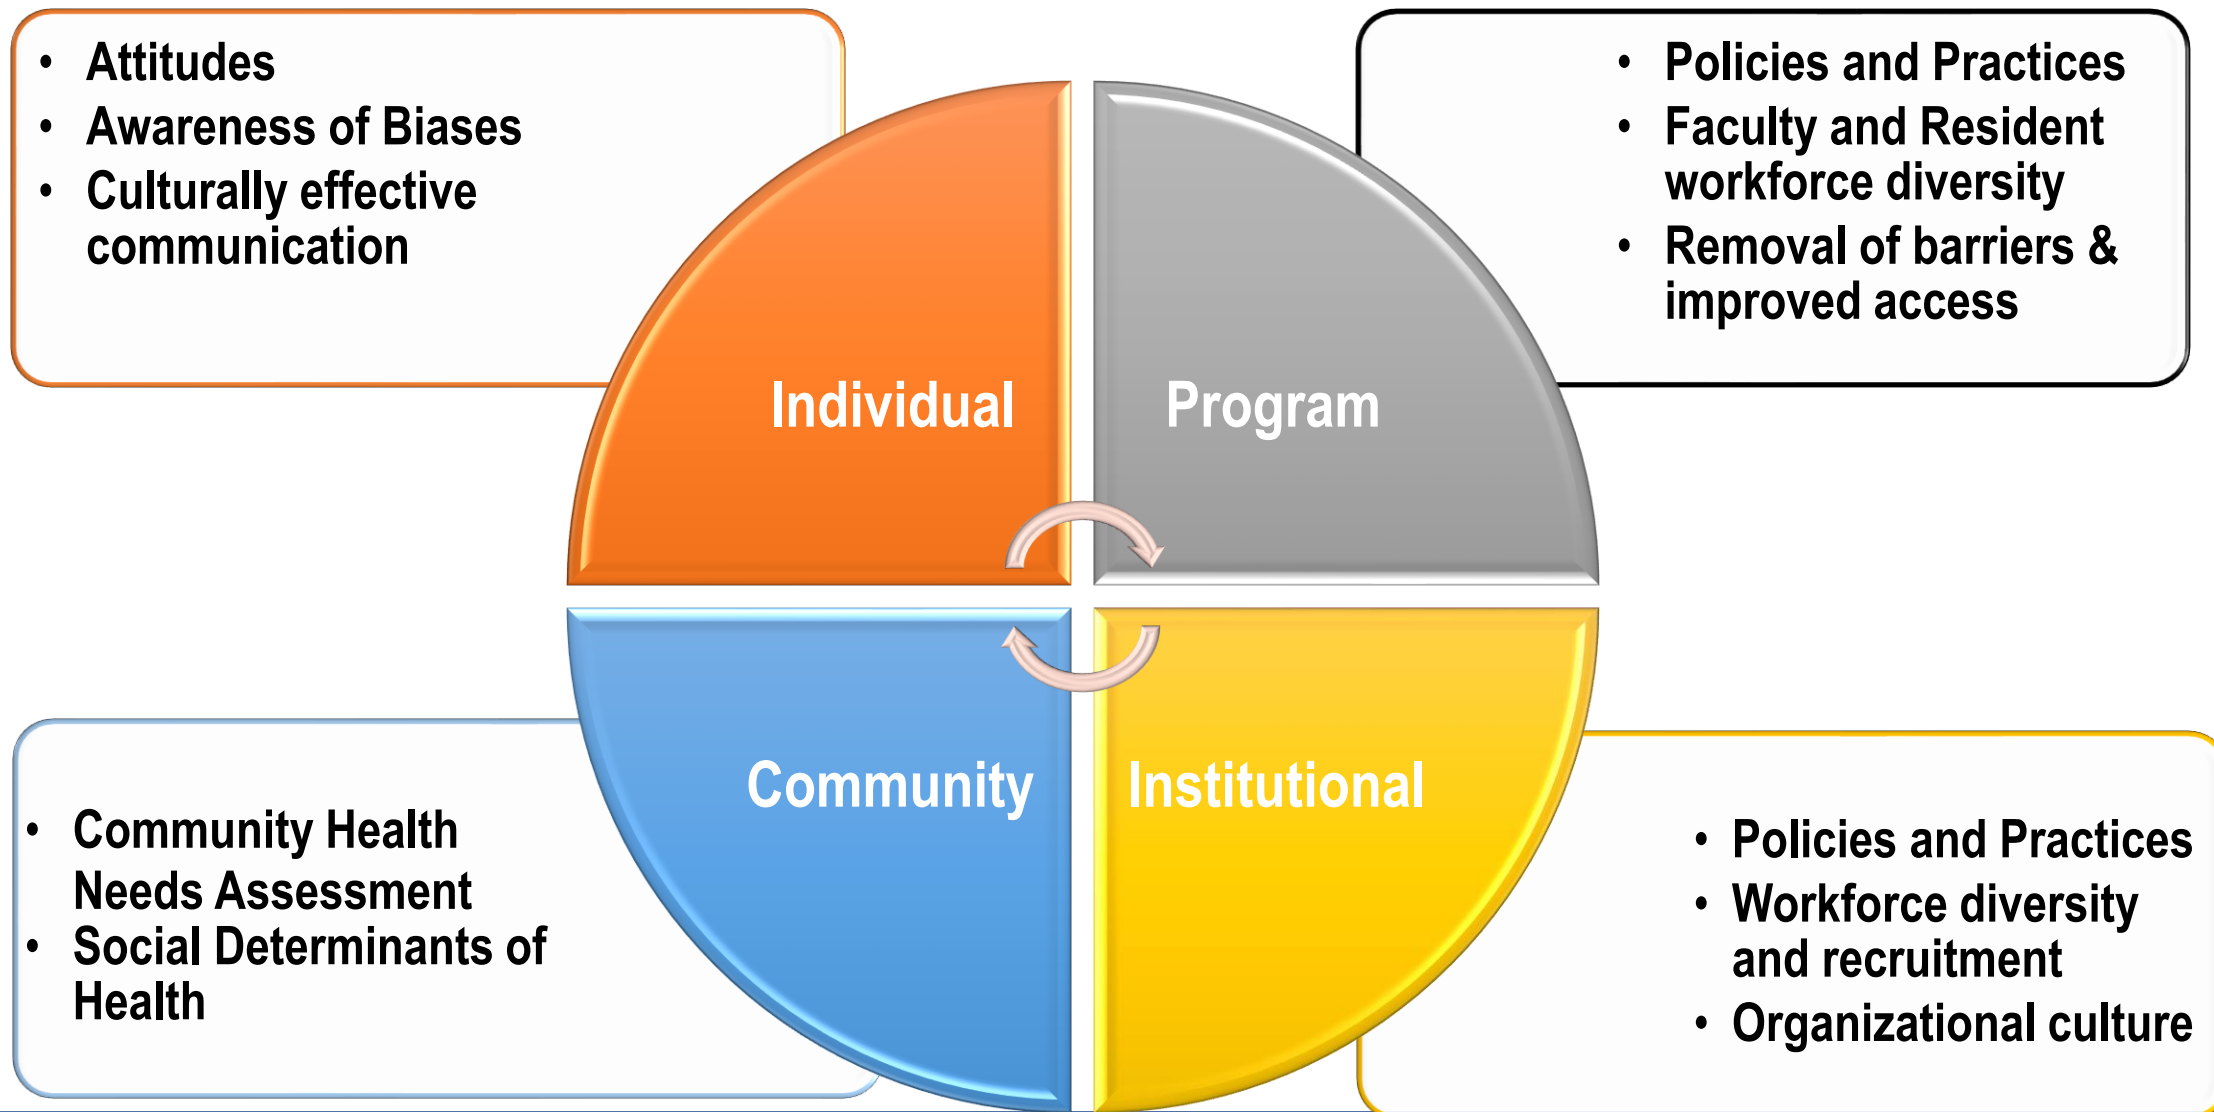 • Attitudes
• Awareness of Biases
• Culturally effective
communication
• Policies and Practices
• Faculty and Resident
workforce diversity
• Removal of barriers &
improved access
Individual
Program
Community
Institutional
• Community Health
Needs Assessment
• Social Determinants of
Health
• Policies and Practices
• Workforce diversity
and recruitment
• Organizational culture